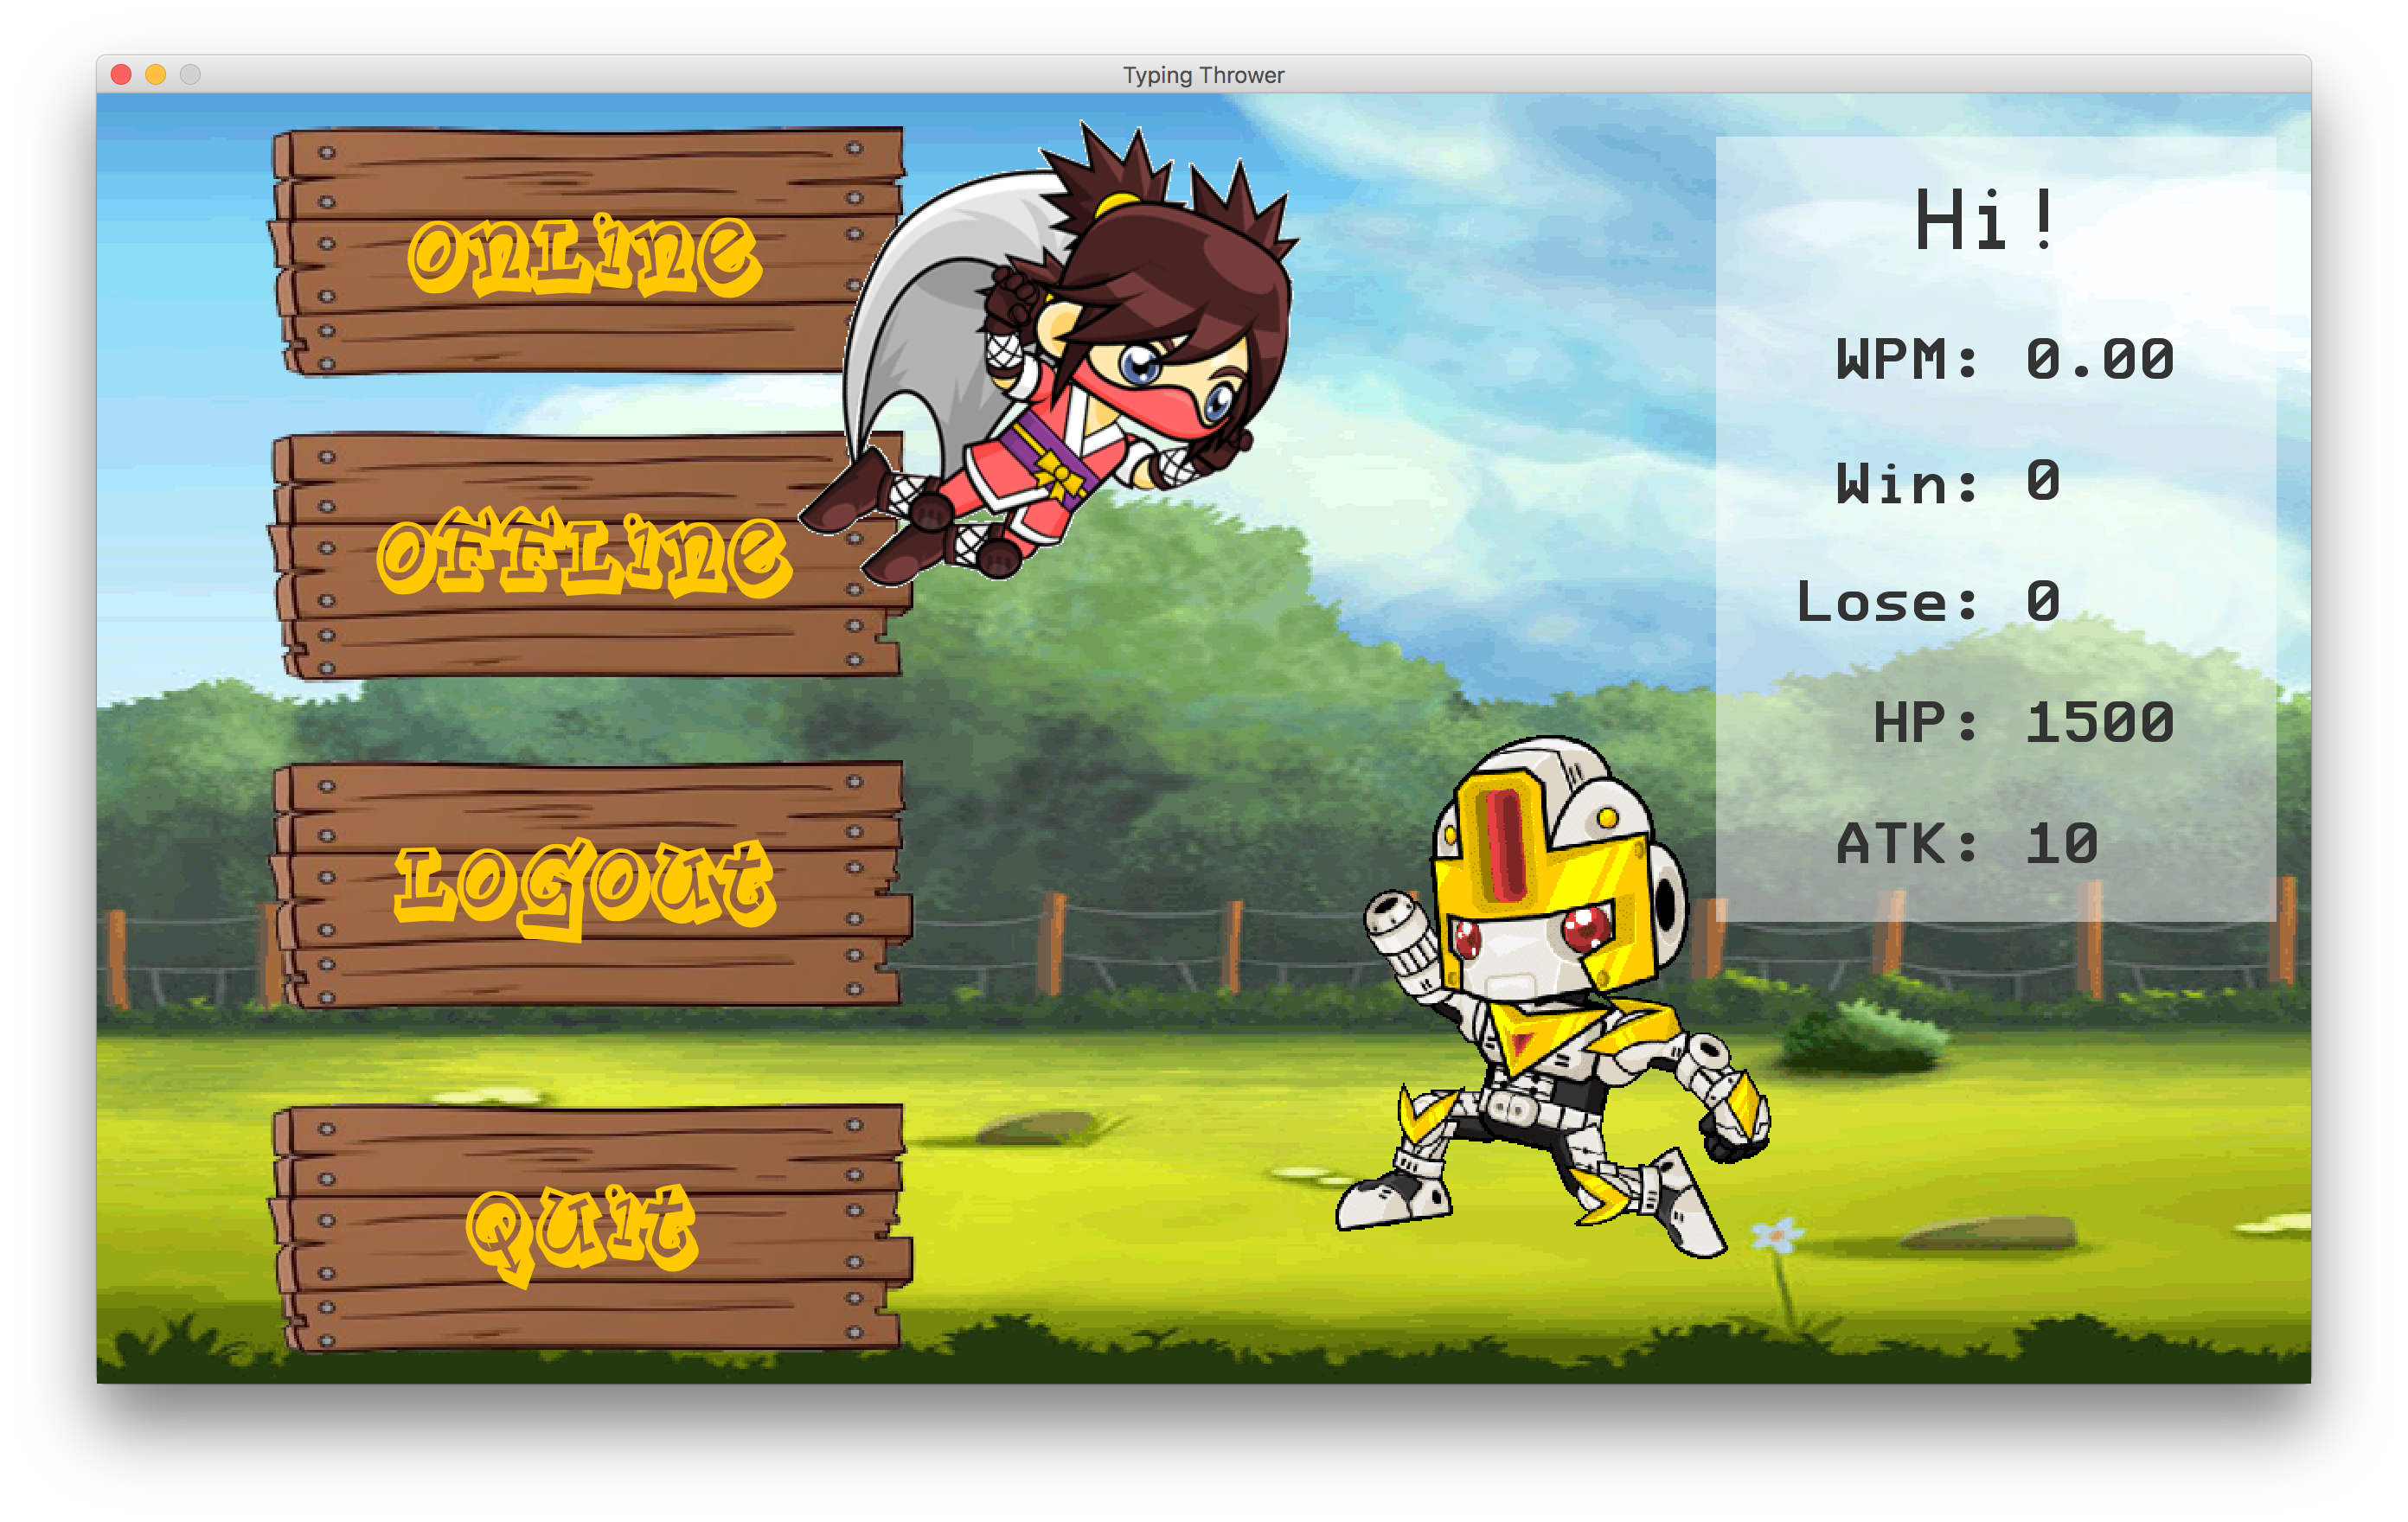 Typing Thrower
Online
Offline
Logout
Quit
Hi!
WPM: 0.00
Win: 0
Lose: 0
HP: 1500
ATK: 10